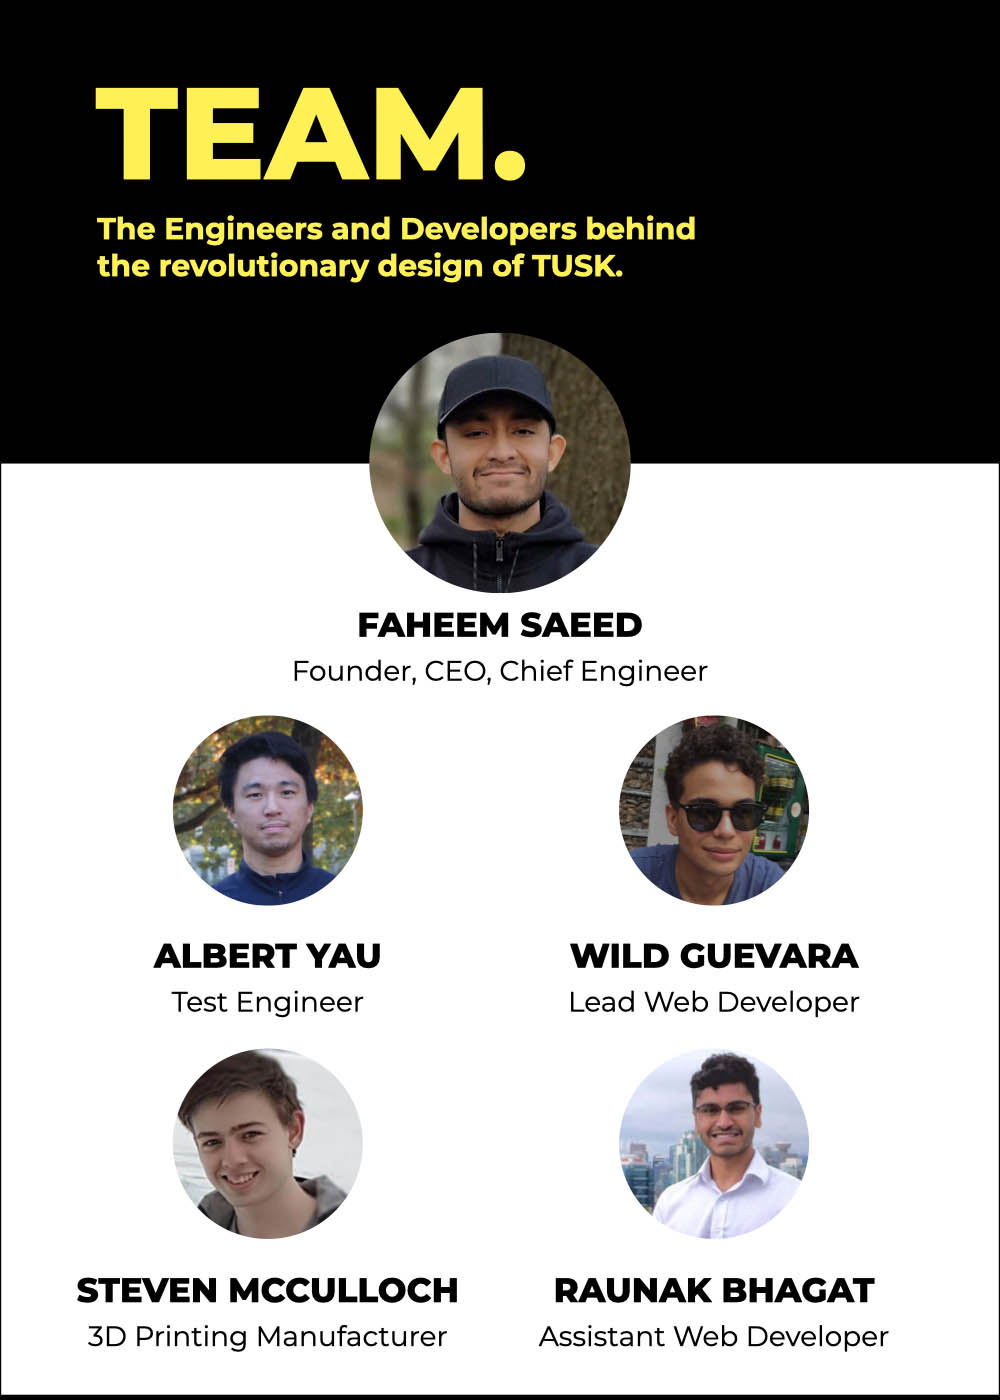 TEAM.
The Engineers and Developers behind
the revolutionary design of TUSK.
FAHEEM SAEED
Founder, CEO, Chief Engineer
ALBERT YAU
Test Engineer
WILD GUEVARA
Lead Web Developer
STEVEN MCCULLOCH
3D Printing Manufacturer
RAUNAK BHAGAT
Assistant Web Developer